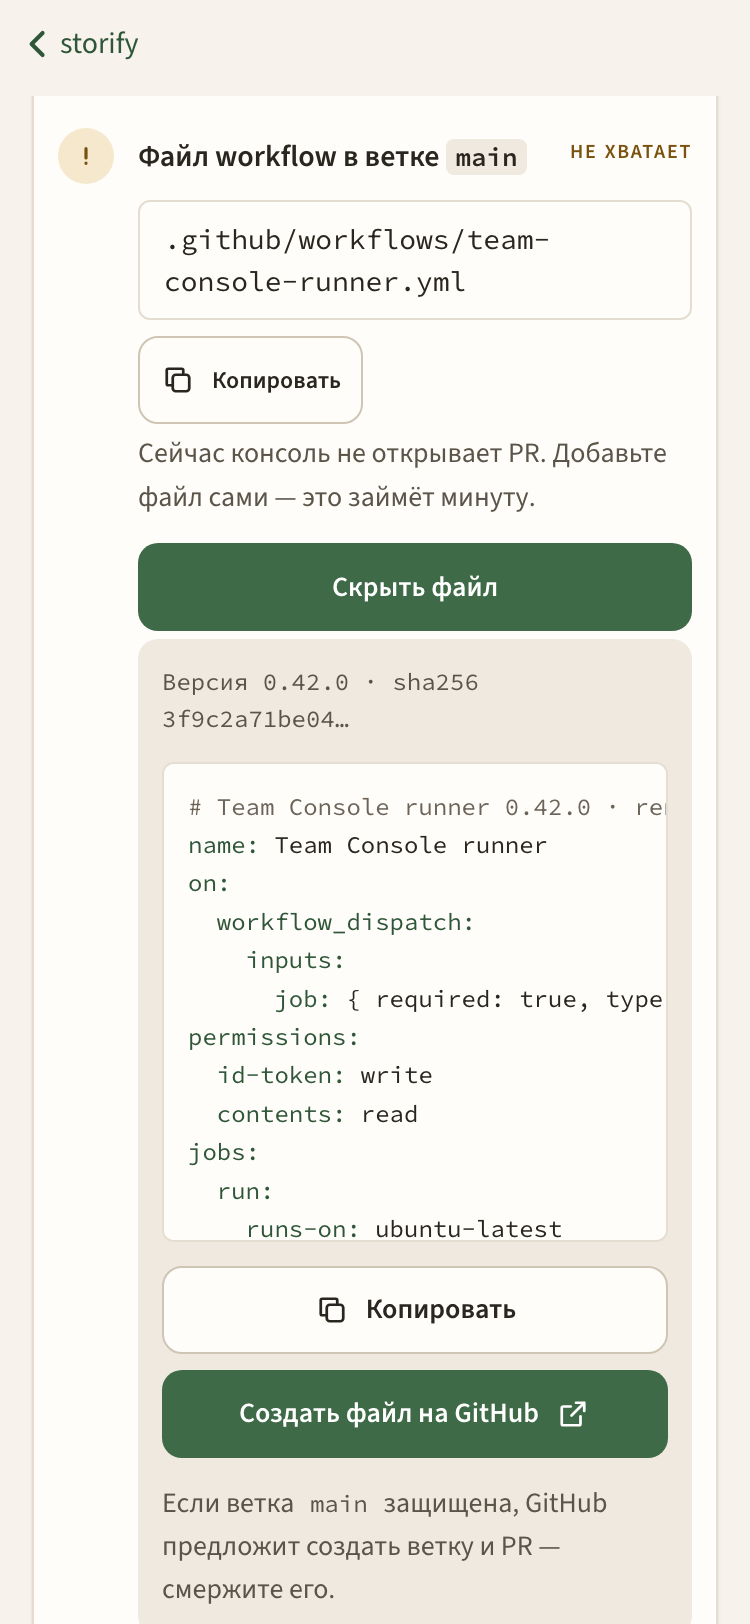 storify
Файл workflow в ветке main
НЕ ХВАТАЕТ
.github/workflows/team-
console-runner.yml
Копировать
Сейчас консоль не открывает PR. Добавьте
файл сами — это займёт минуту.
Скрыть файл
Версия 0.42.0 · sha256
3f9c2a71be04…
# Team Console runner 0.42.0 ·
name: Team Console runner
on:
  workflow_dispatch:
    inputs:
      job: { required: true, type
permissions:
  id-token: write
  contents: read
jobs:
  run:
    runs-on: ubuntu-latest
Копировать
Создать файл на GitHub
Если ветка main защищена, GitHub
предложит создать ветку и PR —
смержите его.